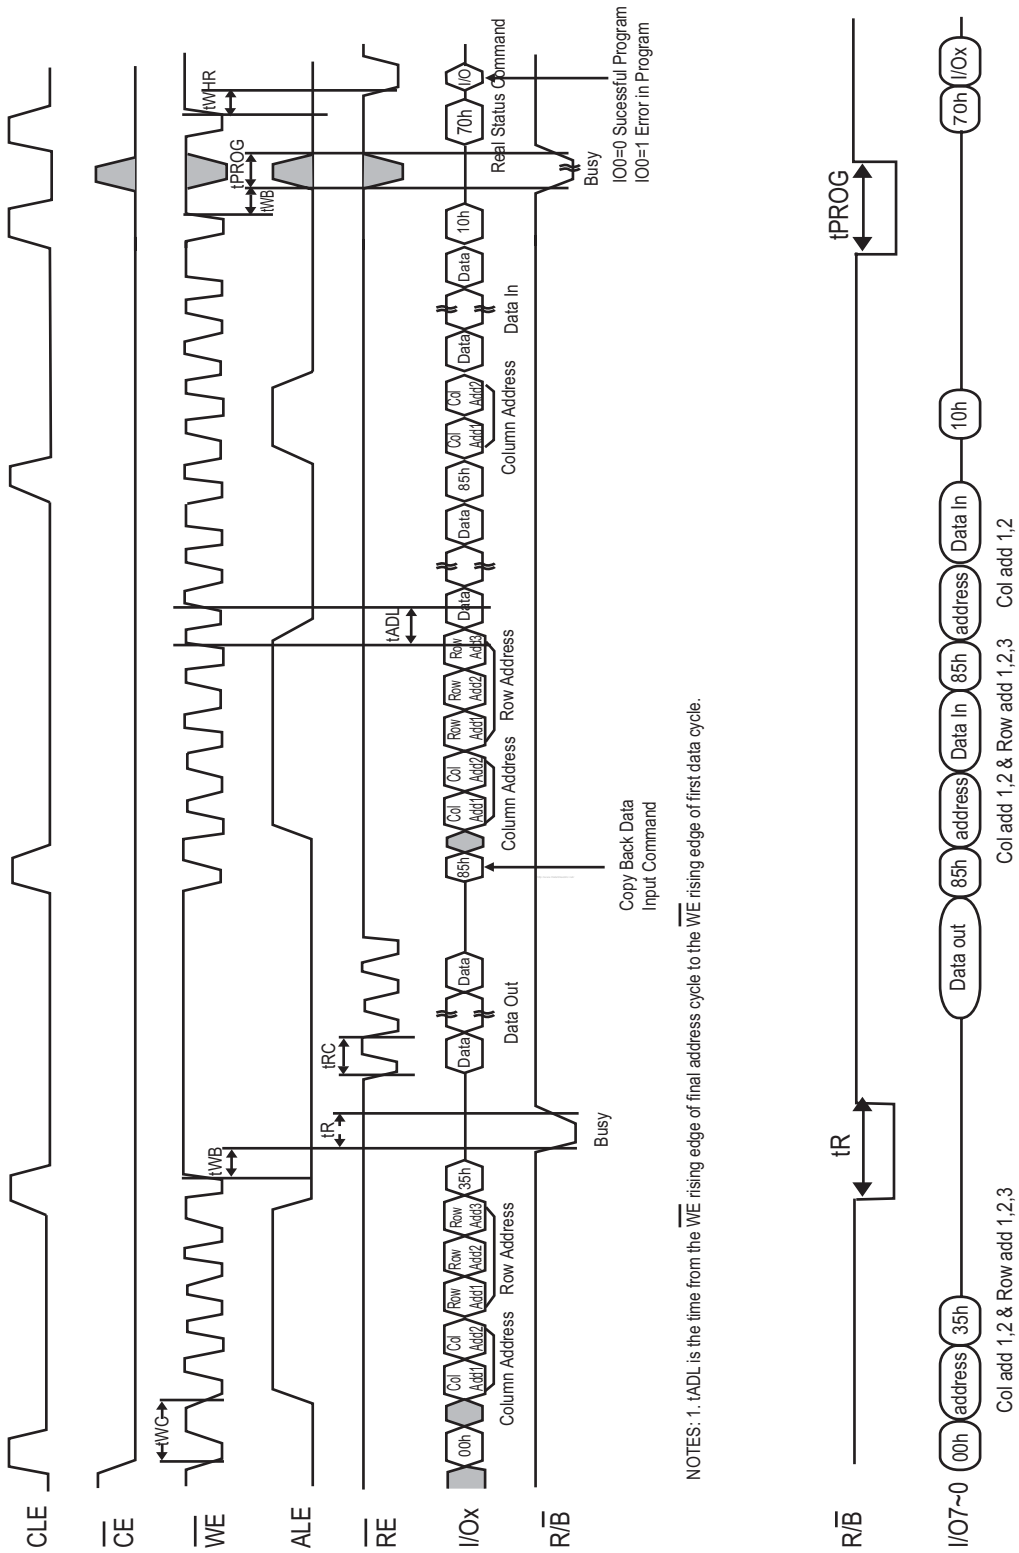 CLE
CE
tWC
tWB
tWB
tPROG
tWHR
WE
ALE
tRC
tR
tADL
RE
I/Ox
00h
Col Add1
Col Add2
Row Add1
Row Add2
Row Add3
35h
Data
Data
85h
Col Add1
Col Add2
Row Add1
Row Add2
Row Add3
Data
Data
85h
Col Add1
Col Add2
Data
Data
10h
70h
I/O
Column Address
Row Address
Data Out
Column Address
Row Address
Column Address
Data In
Real Status Command
R/B
Busy
Busy
Copy Back Data
Input Command
IO0=0 Sucessful Program
IO0=1 Error in Program
NOTES: 1. tADL is the time from the WE rising edge of final address cycle to the WE rising edge of first data cycle.
R/B
tR
tPROG
I/O7~0
00h
address
35h
Data out
85h
address
Data In
85h
address
Data In
10h
70h
I/Ox
Col add 1,2 & Row add 1,2,3
Col add 1,2 & Row add 1,2,3
Col add 1,2